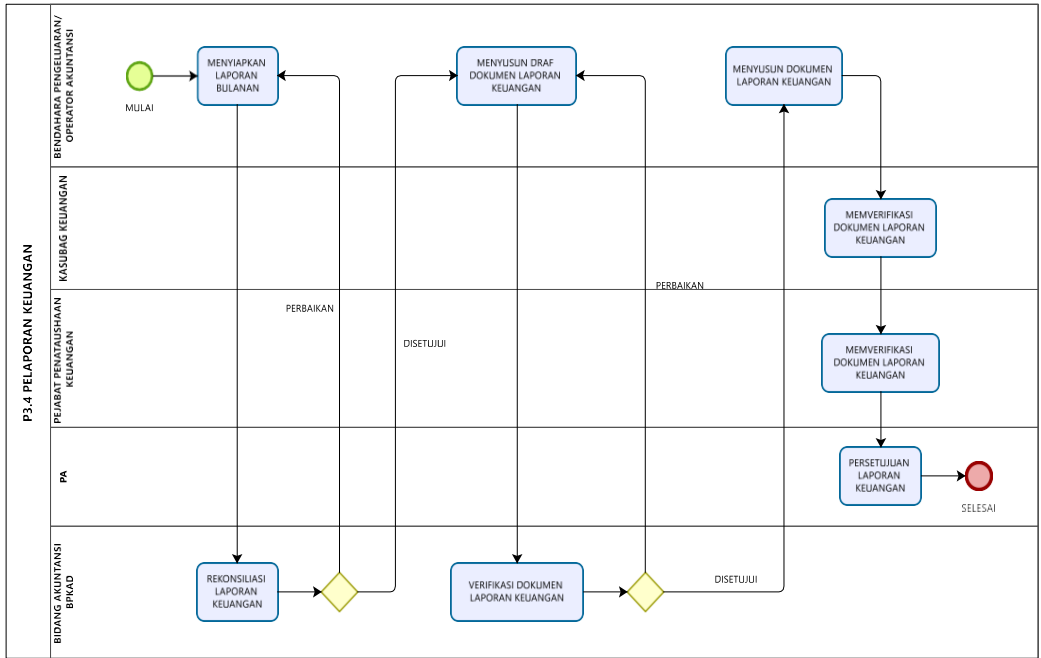 P3.4 PELAPORAN KEUANGAN
BENDAHARA PENGELUARAN/
OPERATOR AKUNTANSI
MULAI
MENYIAPKAN
LAPORAN
BULANAN
MENYUSUN DRAF
DOKUMEN LAPORAN
KEUANGAN
MENYUSUN DOKUMEN
LAPORAN KEUANGAN
KASUBAG KEUANGAN
MEMVERIFIKASI
DOKUMEN LAPORAN
KEUANGAN
PERBAIKAN
PEJABAT PENATAUSHAAN
KEUANGAN
PERBAIKAN
DISETUJUI
MEMVERIFIKASI
DOKUMEN LAPORAN
KEUANGAN
PA
PERSETUJUAN
LAPORAN
KEUANGAN
SELESAI
BIDANG AKUNTANSI
BPKAD
REKONSILIASI
LAPORAN
KEUANGAN
VERIFIKASI DOKUMEN
LAPORAN KEUANGAN
DISETUJUI